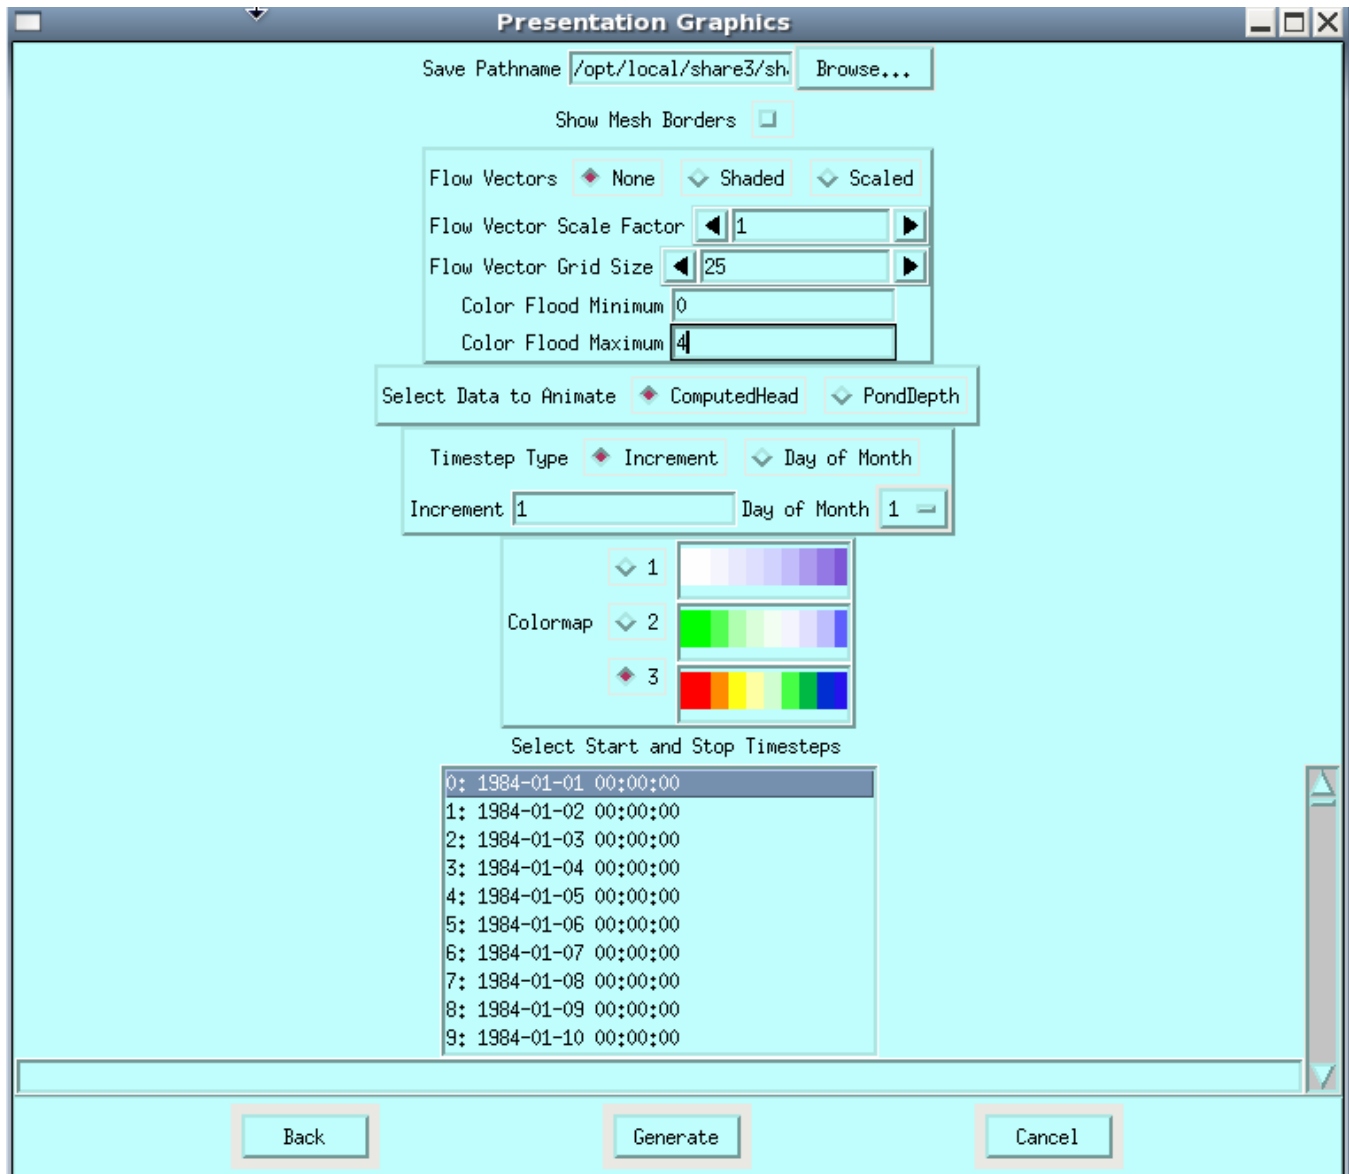 Presentation Graphics
Save Pathname /opt/local/share3/sh Browse...
Show Mesh Borders
Flow Vectors None Shaded Scaled
Flow Vector Scale Factor 1
Flow Vector Grid Size 25
Color Flood Minimum 0
Color Flood Maximum 4
Select Data to Animate ComputedHead PondDepth
Timestep Type Increment Day of Month
Increment 1 Day of Month 1
1
Colormap 2
3
Select Start and Stop Timesteps
0: 1984-01-01 00:00:00
1: 1984-01-02 00:00:00
2: 1984-01-03 00:00:00
3: 1984-01-04 00:00:00
4: 1984-01-05 00:00:00
5: 1984-01-06 00:00:00
6: 1984-01-07 00:00:00
7: 1984-01-08 00:00:00
8: 1984-01-09 00:00:00
9: 1984-01-10 00:00:00
Back Generate Cancel